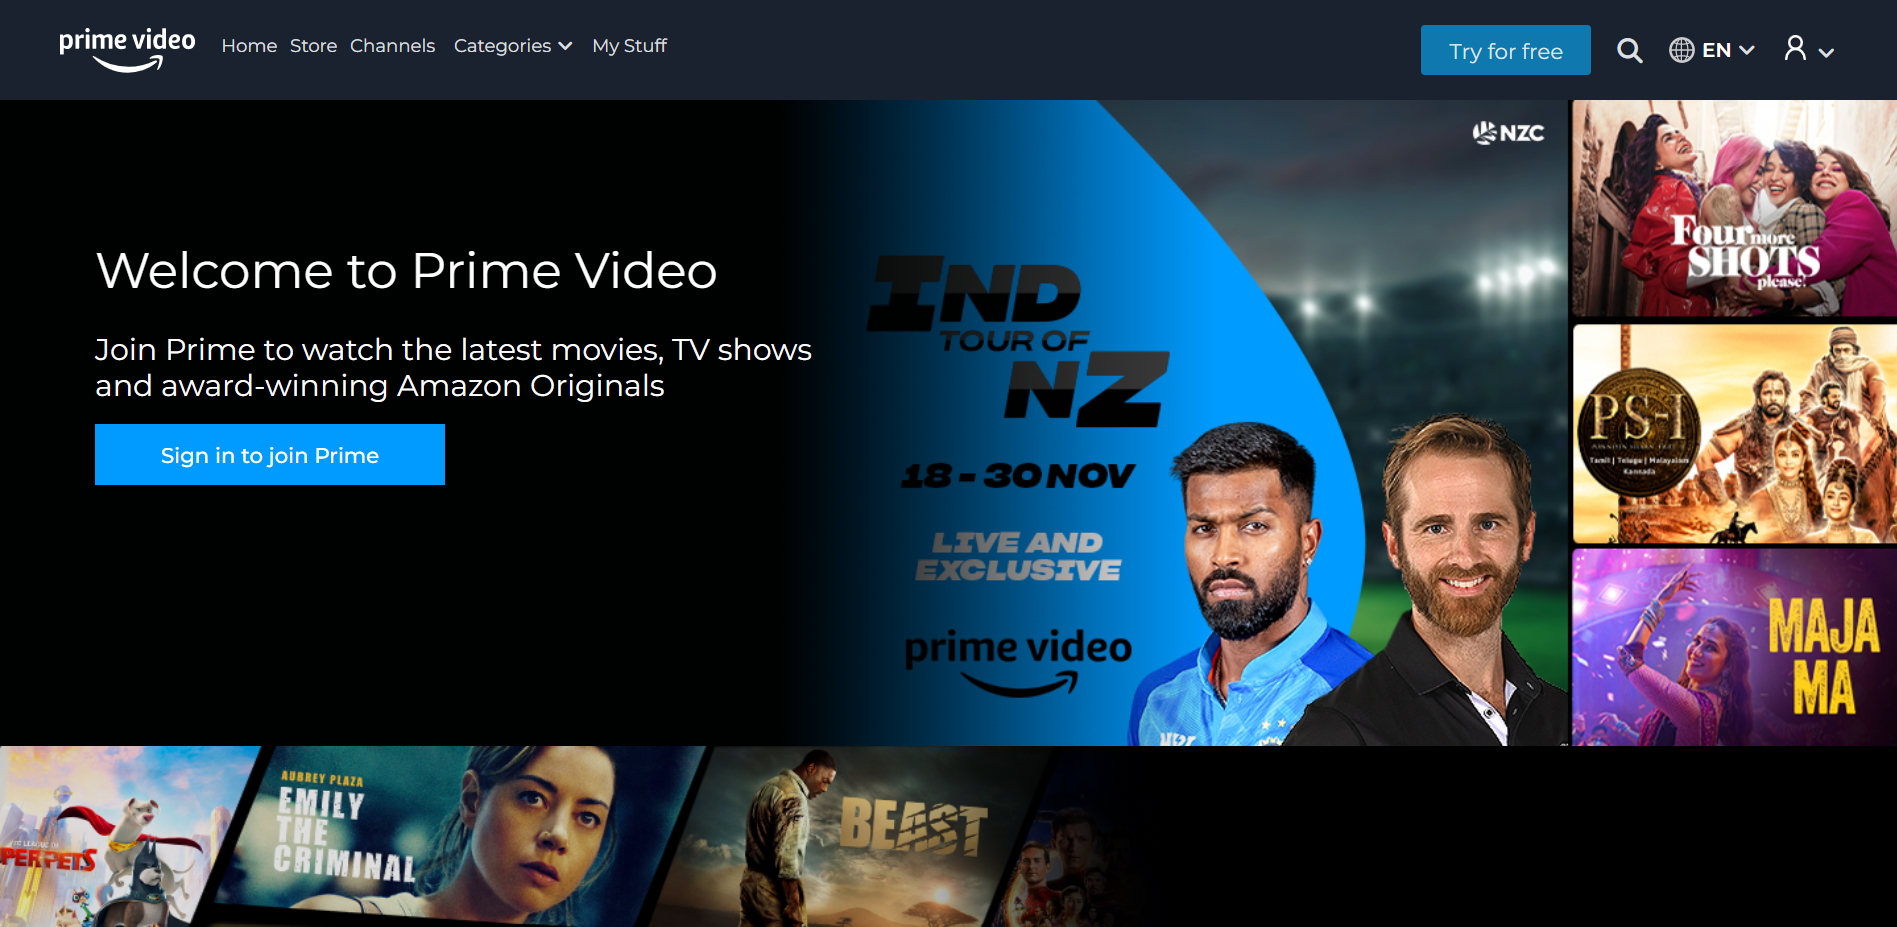 prime video
Home
Store
Channels
Categories
My Stuff
Try for free
EN
NZC
Welcome to Prime Video
Join Prime to watch the latest movies, TV shows
and award-winning Amazon Originals
Sign in to join Prime
IND
TOUR OF
NZ
18 - 30 NOV
LIVE AND
EXCLUSIVE
prime video
Four more
SHOTS
please!
PS-1
Tamil | Telugu | Malayalam
Kannada
MAJA
MA
AUBREY PLAZA
EMILY
THE
CRIMINAL
BEAST